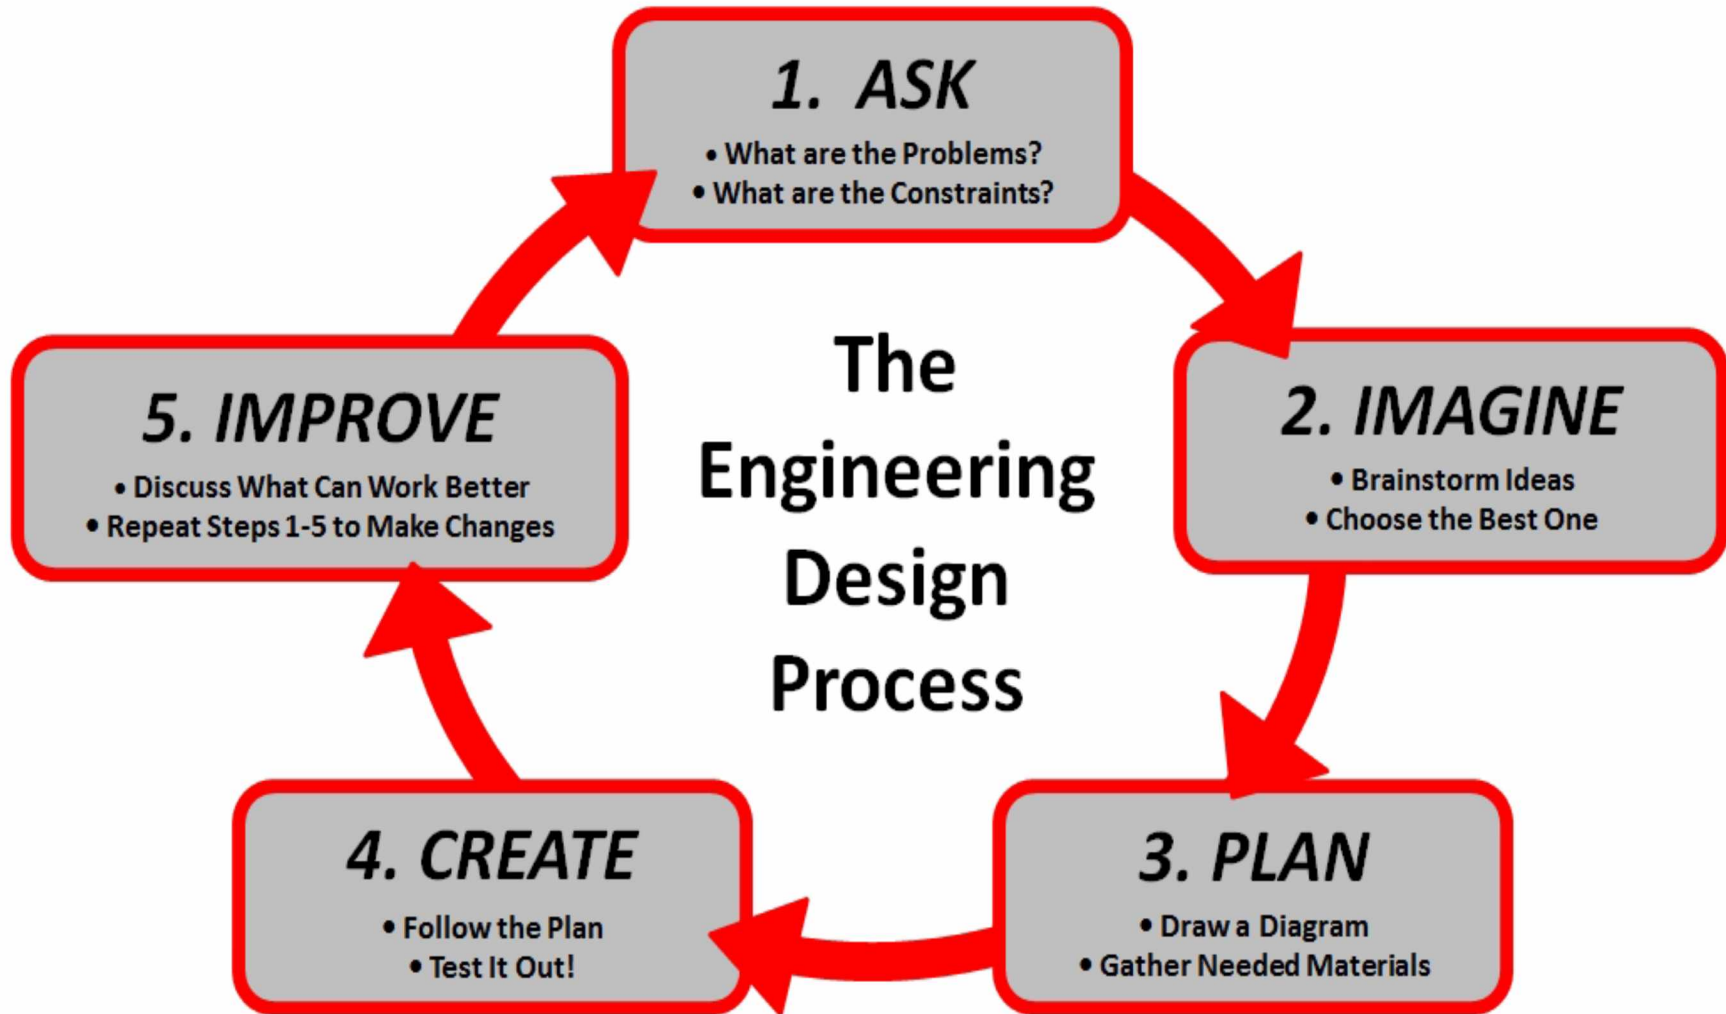 1. ASK
• What are the Problems?
• What are the Constraints?
The
Engineering
Design
Process
2. IMAGINE
• Brainstorm Ideas
• Choose the Best One
3. PLAN
• Draw a Diagram
• Gather Needed Materials
4. CREATE
• Follow the Plan
• Test It Out!
5. IMPROVE
• Discuss What Can Work Better
• Repeat Steps 1-5 to Make Changes